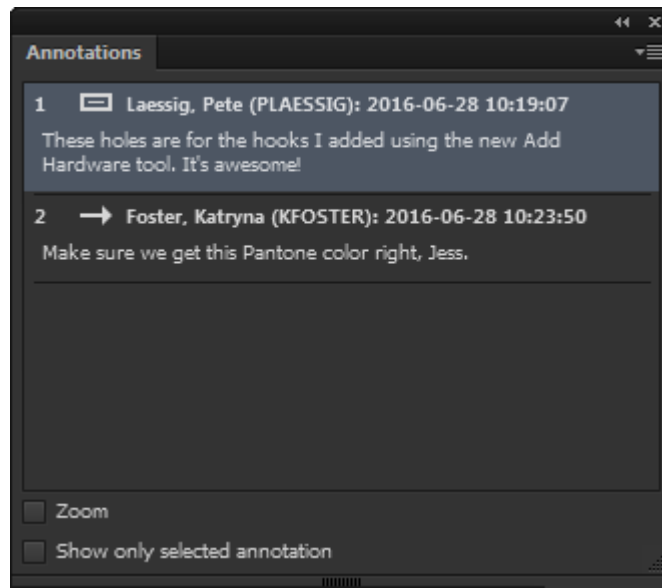 Annotations
1 Laessig, Pete (PLAESSIG): 2016-06-28 10:19:07
These holes are for the hooks I added using the new Add
Hardware tool. It's awesome!
2 Foster, Katryna (KFOSTER): 2016-06-28 10:23:50
Make sure we get this Pantone color right, Jess.
Zoom
Show only selected annotation